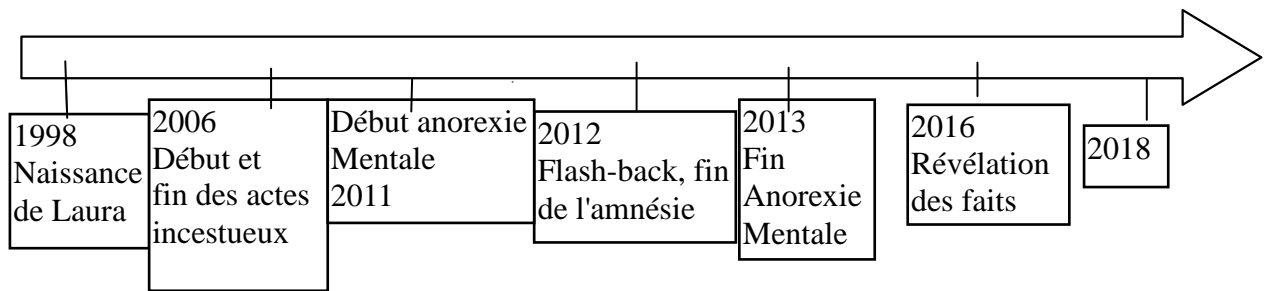 1998
Naissance
de Laura
2006
Début et
fin des actes
incestueux
Début anorexie
Mentale
2011
2012
Flash-back, fin
de l'amnésie
2013
Fin
Anorexie
Mentale
2016
Révélation
des faits
2018